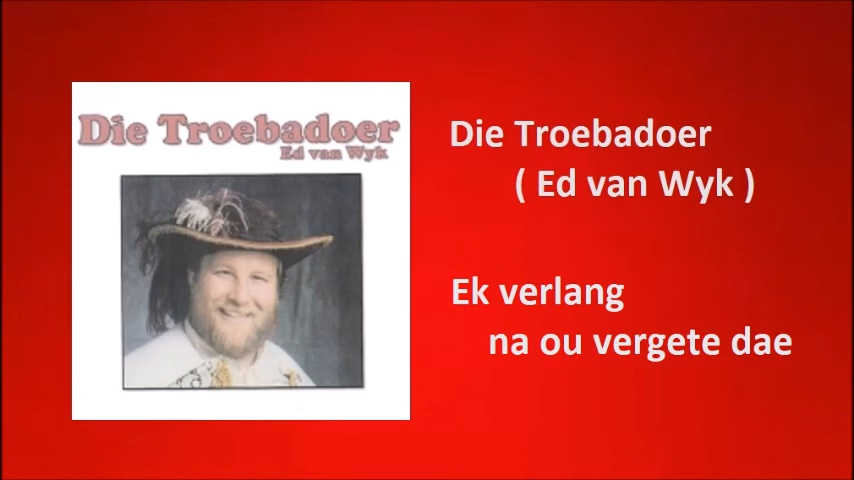 Die Troebadoer
Ed van Wyk
Die Troebadoer
( Ed van Wyk )
Ek verlang
na ou vergete dae